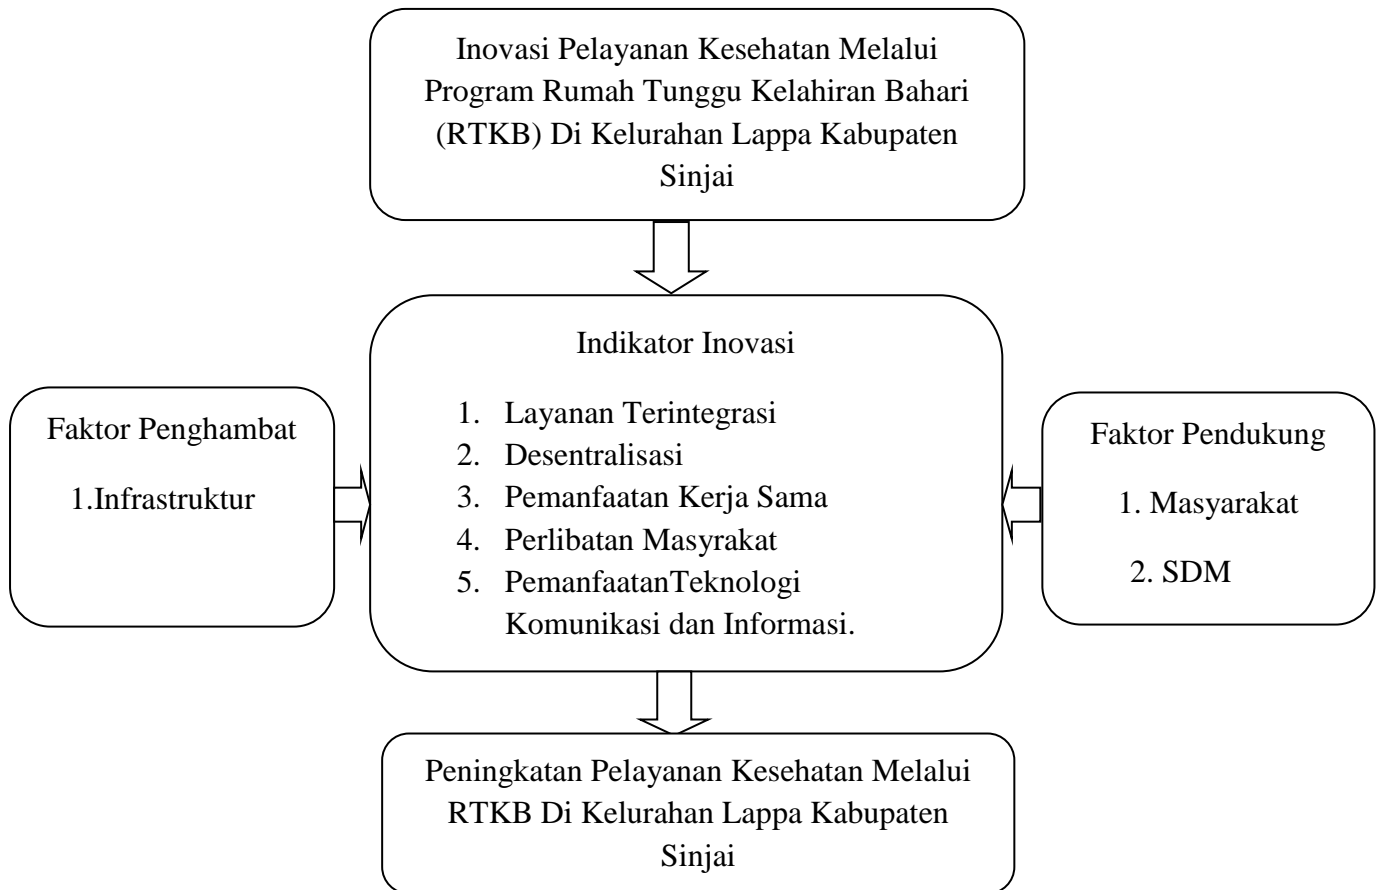 Inovasi Pelayanan Kesehatan Melalui
Program Rumah Tunggu Kelahiran Bahari
(RTKB) Di Kelurahan Lappa Kabupaten
Sinjai
Indikator Inovasi
1. Layanan Terintegrasi
2. Desentralisasi
3. Pemanfaatan Kerja Sama
4. Perlibatan Masyrakat
5. PemanfaatanTeknologi
Komunikasi dan Informasi.
Faktor Penghambat
1.Infrastruktur
Faktor Pendukung
1. Masyarakat
2. SDM
Peningkatan Pelayanan Kesehatan Melalui
RTKB Di Kelurahan Lappa Kabupaten
Sinjai